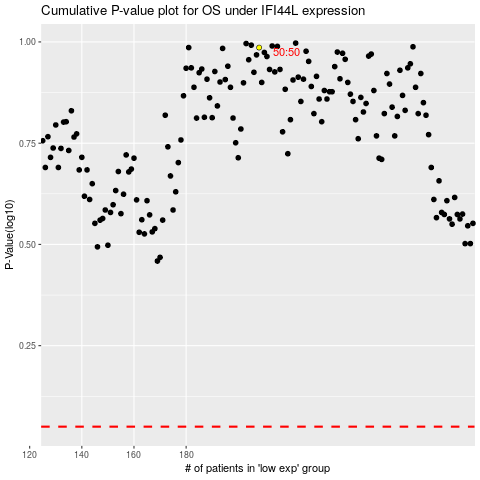 Cumulative P-value plot for OS under IFI44L expression
P-Value(log10)
1.00
50:50
0.75
0.50
0.25
120 140 160 180
# of patients in 'low exp' group